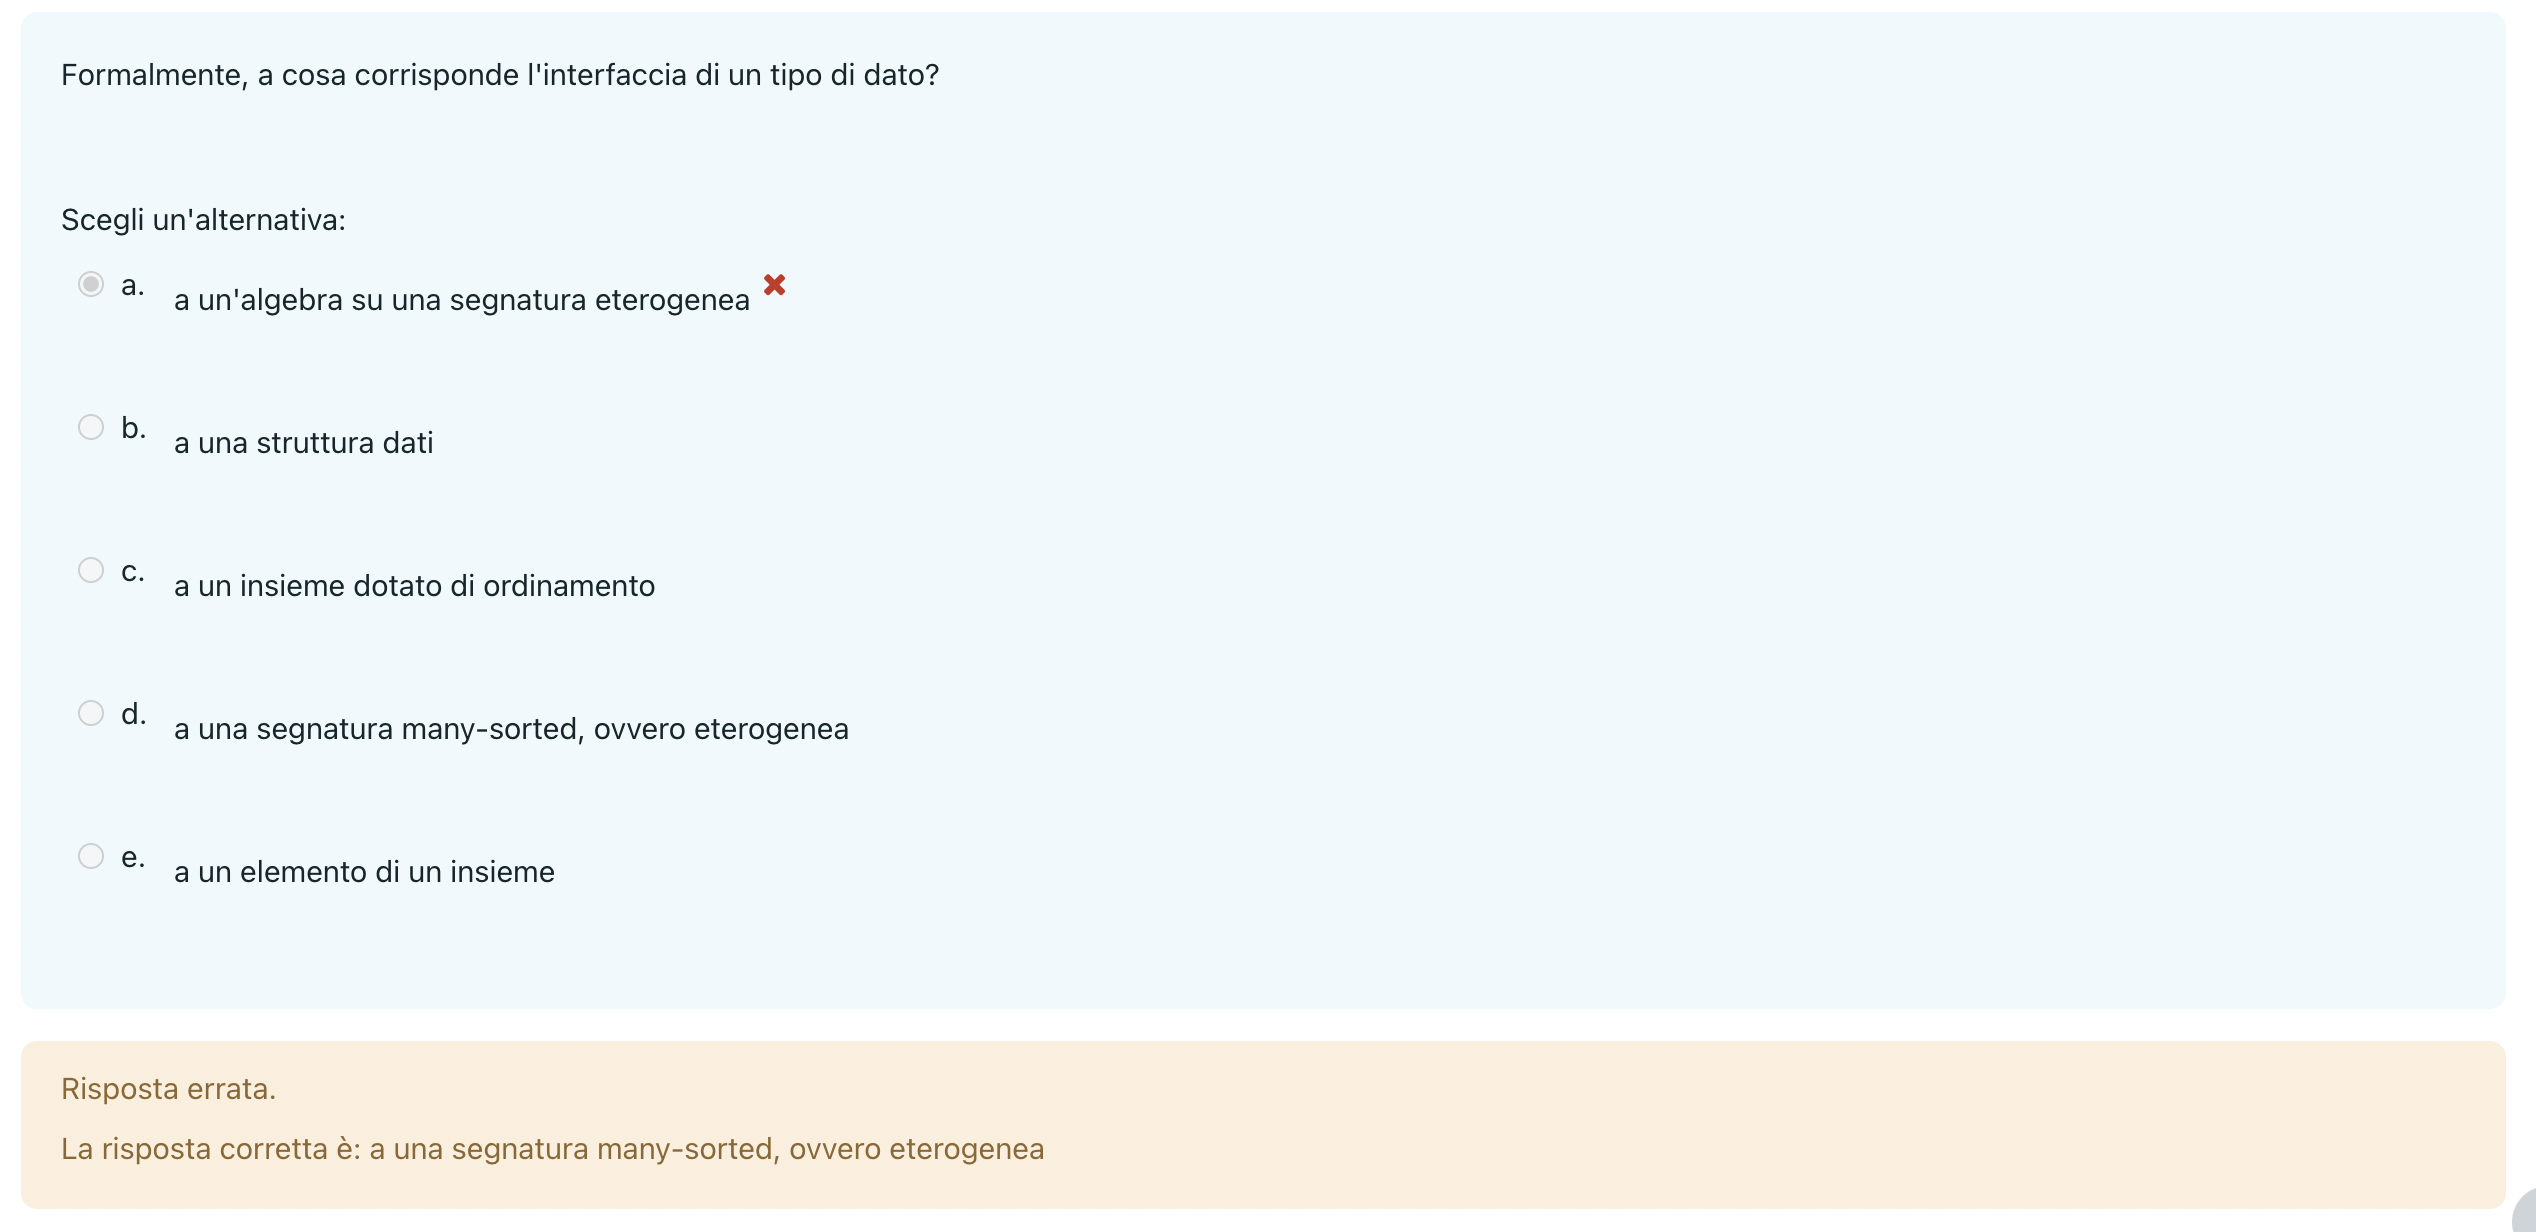 Formalmente, a cosa corrisponde l'interfaccia di un tipo di dato?
Scegli un'alternativa:
a. a un'algebra su una segnatura eterogenea
b. a una struttura dati
c. a un insieme dotato di ordinamento
d. a una segnatura many-sorted, ovvero eterogenea
e. a un elemento di un insieme
Risposta errata.
La risposta corretta è: a una segnatura many-sorted, ovvero eterogenea